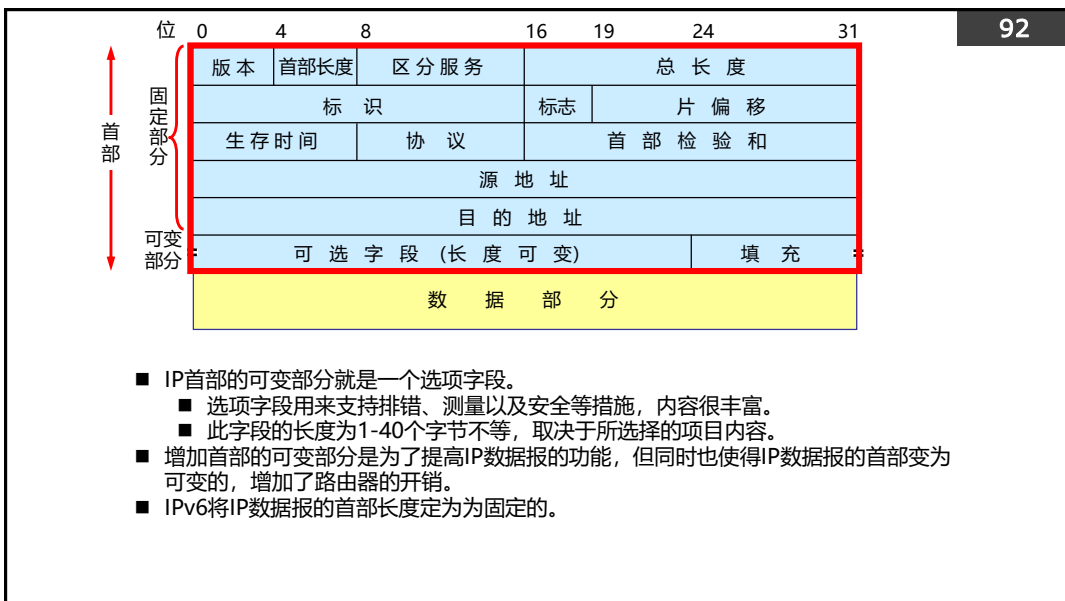 92
位 0 4 8 16 19 24 31
版 本 首部长度 区 分 服 务 总 长 度
标 识 标志 片 偏 移
生 存 时 间 协 议 首 部 检 验 和
源 地 址
目 的 地 址
可 选 字 段 (长 度 可 变) 填 充
数 据 部 分
首部
固定部分
可变
部分
■ IP首部的可变部分就是一个选项字段。
■ 选项字段用来支持排错、测量以及安全等措施，内容很丰富。
■ 此字段的长度为1-40个字节不等，取决于所选择的项目内容。
■ 增加首部的可变部分是为了提高IP数据报的功能，但同时也使得IP数据报的首部变为
可变的，增加了路由器的开销。
■ IPv6将IP数据报的首部长度定为为固定的。